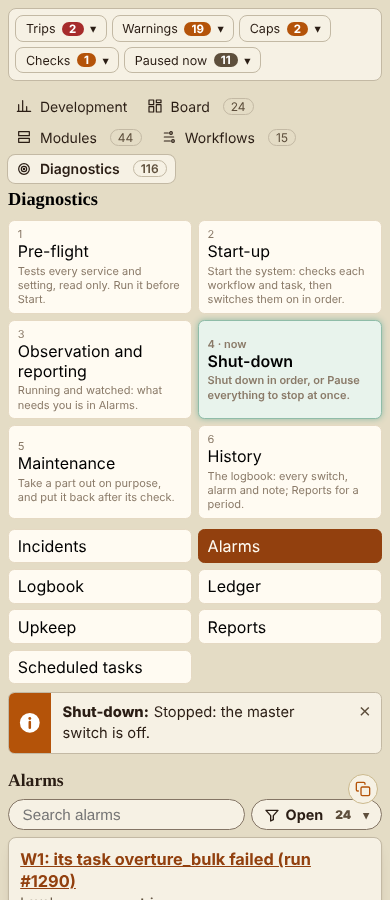 Trips 2 Warnings 19 Caps 2
Checks 1 Paused now 11
Development Board 24
Modules 44 Workflows 15
Diagnostics 116
Diagnostics
1
Pre-flight
Tests every service and
setting, read only. Run it before
Start.
2
Start-up
Start the system: checks each
workflow and task, then
switches them on in order.
3
Observation and
reporting
Running and watched: what
needs you is in Alarms.
4 · now
Shut-down
Shut down in order, or Pause
everything to stop at once.
5
Maintenance
Take a part out on purpose,
and put it back after its check.
6
History
The logbook: every switch,
alarm and note; Reports for a
period.
Incidents Alarms
Logbook Ledger
Upkeep Reports
Scheduled tasks
Shut-down: Stopped: the master
switch is off.
Alarms
Search alarms Open 24
W1: its task overture_bulk failed (run
#1290)